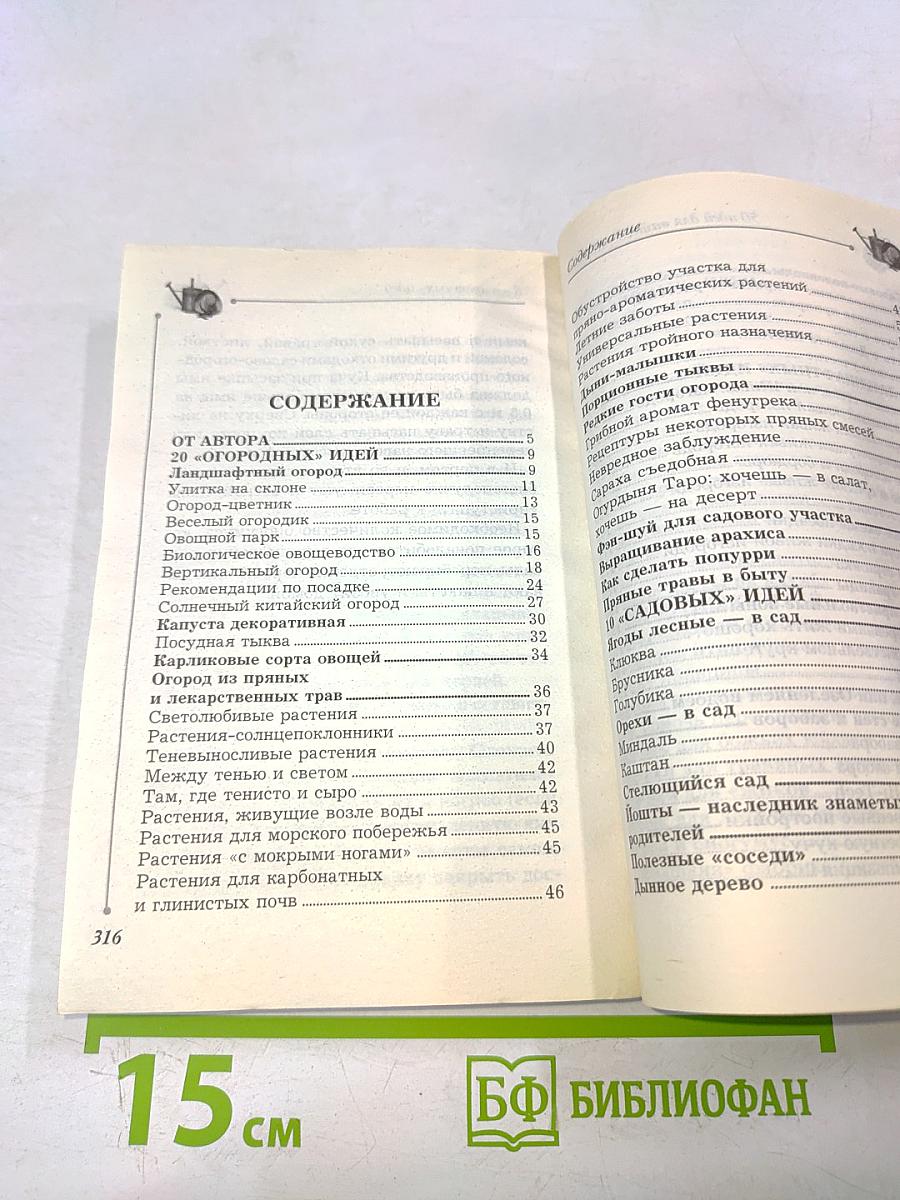 СОДЕРЖАНИЕ
ОТ АВТОРА 5
20 «ОГОРОДНЫХ» ИДЕЙ 9
Ландшафтный огород 9
Улитка на склоне 11
Огород-цветник 13
Веселый огородик 15
Овощной парк 15
Биологическое овощеводство 16
Вертикальный огород 18
Рекомендации по посадке 24
Солнечный китайский огород 27
Капуста декоративная 30
Посудная тыква 32
Карликовые сорта овощей 34
Огород из пряных
и лекарственных трав 36
Светолюбивые растения 37
Растения-солнцепоклонники 37
Теневыносливые растения 40
Между тенью и светом 42
Там, где тенисто и сыро 42
Растения, живущие возле воды 43
Растения для морского побережья 45
Растения «с мокрыми ногами» 45
Растения для карбонатных
и глинистых почв 46
316
Содержание
Обустройство участка для
пряно-ароматических растений
Летние заботы
Универсальные растения
Растения тройного назначения
Дыни-малышки
Порционные тыквы
Редкие гости огорода
Грибной аромат фенугрека
Рецептуры некоторых пряных смесей
Невредное заблуждение
Сараха съедобная
Огурдыня Таро: хочешь — в салат,
хочешь — на десерт
Фэн-шуй для садового участка
Выращивание арахиса
Как сделать попурри
Пряные травы в быту
10 «САДОВЫХ» ИДЕЙ
Ягоды лесные — в сад
Клюква
Брусника
Голубика
Орехи — в сад
Миндаль
Каштан
Стелющийся сад
Йошты — наследник знаметых
родителей
Полезные «соседи»
Дынное дерево
15 см
БФ БИБЛИОФАН